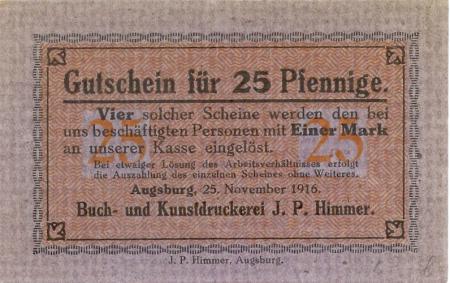 Gutschein für 25 Pfennige.
Vier solcher Scheine werden den bei
uns beschäftigten Personen mit Einer Mark
an unserer Kasse eingelöst.
Bei etwaiger Lösung des Arbeitsverhältnisses erfolgt
die Auszahlung des einzelnen Scheines ohne Weiteres.
Augsburg, 25. November 1916.
Buch- und Kunstdruckerei J. P. Himmer.
25 25
J. P. Himmer, Augsburg.